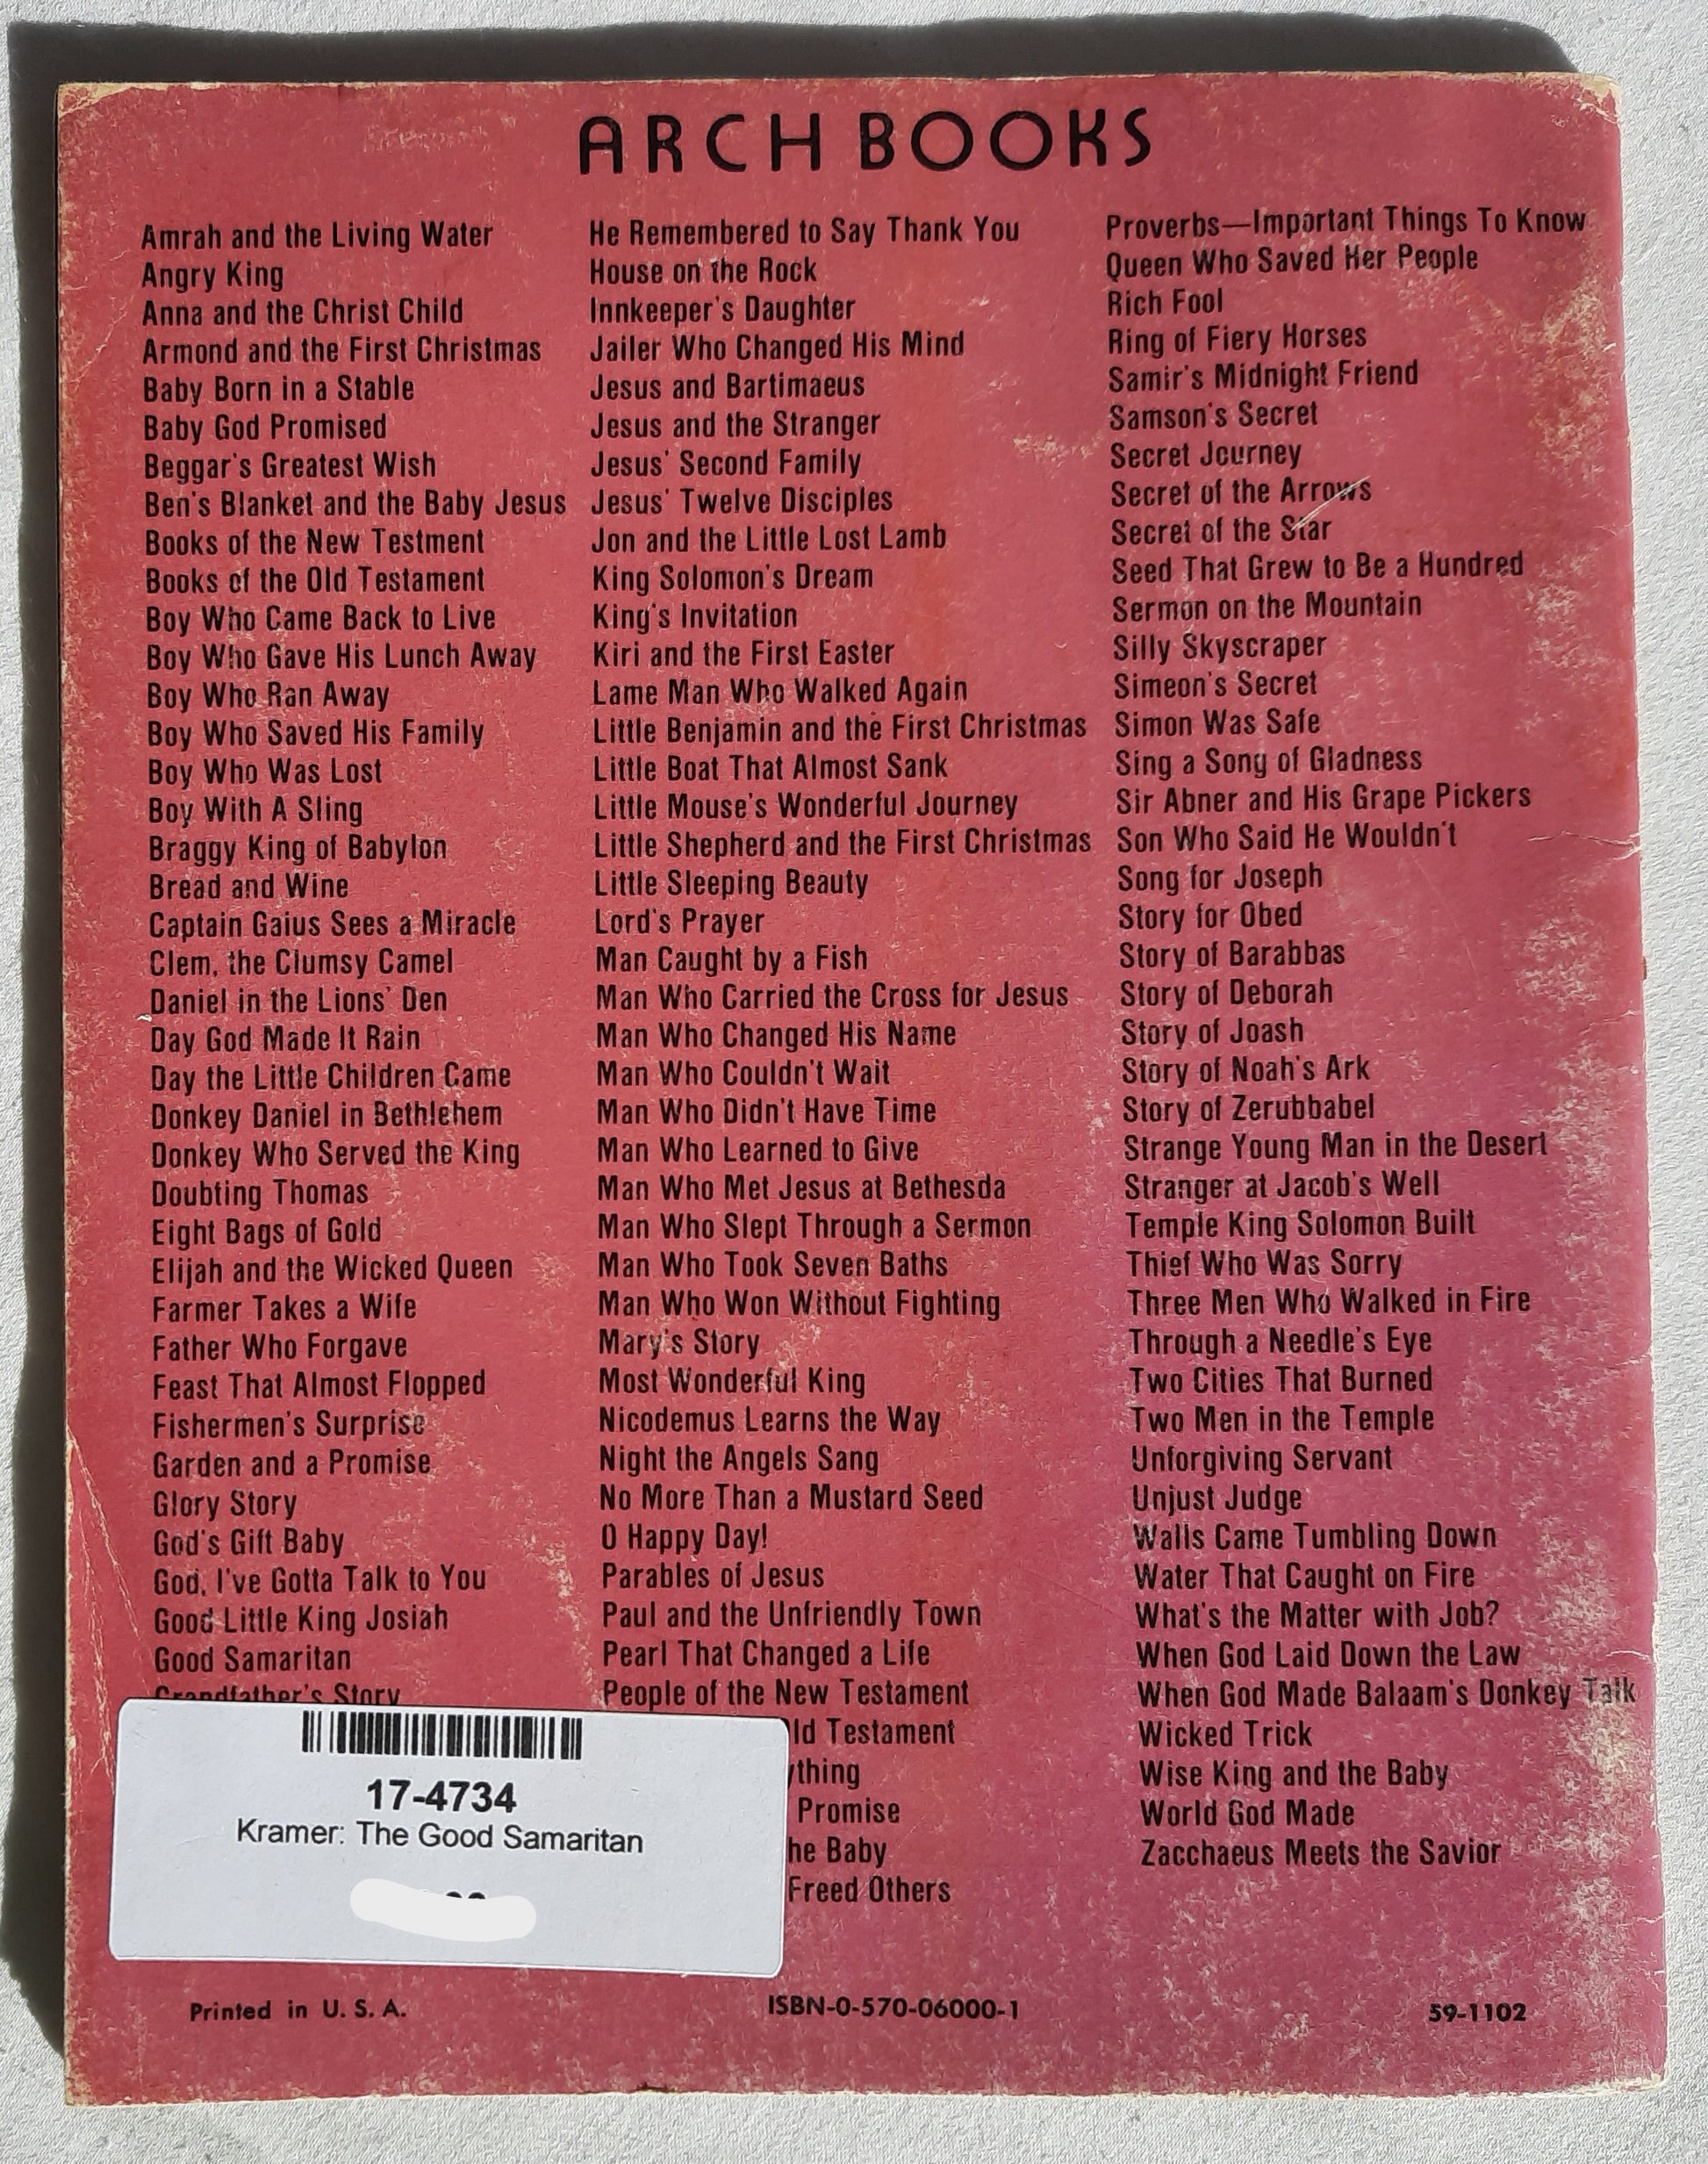 ARCH BOOKS
Amrah and the Living Water
Angry King
Anna and the Christ Child
Armond and the First Christmas
Baby Born in a Stable
Baby God Promised
Beggar's Greatest Wish
Ben's Blanket and the Baby Jesus
Books of the New Testment
Books of the Old Testament
Boy Who Came Back to Live
Boy Who Gave His Lunch Away
Boy Who Ran Away
Boy Who Saved His Family
Boy Who Was Lost
Boy With A Sling
Braggy King of Babylon
Bread and Wine
Captain Gaius Sees a Miracle
Clem, the Clumsy Camel
Daniel in the Lions' Den
Day God Made It Rain
Day the Little Children Came
Donkey Daniel in Bethlehem
Donkey Who Served the King
Doubting Thomas
Eight Bags of Gold
Elijah and the Wicked Queen
Farmer Takes a Wife
Father Who Forgave
Feast That Almost Flopped
Fishermen's Surprise
Garden and a Promise
Glory Story
God's Gift Baby
God, I've Gotta Talk to You
Good Little King Josiah
Good Samaritan
Grandfather's Story
He Remembered to Say Thank You
House on the Rock
Innkeeper's Daughter
Jailer Who Changed His Mind
Jesus and Bartimaeus
Jesus and the Stranger
Jesus' Second Family
Jesus' Twelve Disciples
Jon and the Little Lost Lamb
King Solomon's Dream
King's Invitation
Kiri and the First Easter
Lame Man Who Walked Again
Little Benjamin and the First Christmas
Little Boat That Almost Sank
Little Mouse's Wonderful Journey
Little Shepherd and the First Christmas
Little Sleeping Beauty
Lord's Prayer
Man Caught by a Fish
Man Who Carried the Cross for Jesus
Man Who Changed His Name
Man Who Couldn't Wait
Man Who Didn't Have Time
Man Who Learned to Give
Man Who Met Jesus at Bethesda
Man Who Slept Through a Sermon
Man Who Took Seven Baths
Man Who Won Without Fighting
Mary's Story
Most Wonderful King
Nicodemus Learns the Way
Night the Angels Sang
No More Than a Mustard Seed
O Happy Day!
Parables of Jesus
Paul and the Unfriendly Town
Pearl That Changed a Life
People of the New Testament
Testament
Promise
Baby
Freed Others
Proverbs—Important Things To Know
Queen Who Saved Her People
Rich Fool
Ring of Fiery Horses
Samir's Midnight Friend
Samson's Secret
Secret Journey
Secret of the Arrows
Secret of the Star
Seed That Grew to Be a Hundred
Sermon on the Mountain
Silly Skyscraper
Simeon's Secret
Simon Was Safe
Sing a Song of Gladness
Sir Abner and His Grape Pickers
Son Who Said He Wouldn't
Song for Joseph
Story for Obed
Story of Barabbas
Story of Deborah
Story of Joash
Story of Noah's Ark
Story of Zerubbabel
Strange Young Man in the Desert
Stranger at Jacob's Well
Temple King Solomon Built
Thief Who Was Sorry
Three Men Who Walked in Fire
Through a Needle's Eye
Two Cities That Burned
Two Men in the Temple
Unforgiving Servant
Unjust Judge
Walls Came Tumbling Down
Water That Caught on Fire
What's the Matter with Job?
When God Laid Down the Law
When God Made Balaam's Donkey Talk
Wicked Trick
Wise King and the Baby
World God Made
Zacchaeus Meets the Savior
17-4734
Kramer: The Good Samaritan
Printed in U. S. A.
ISBN-0-570-06000-1
59-1102